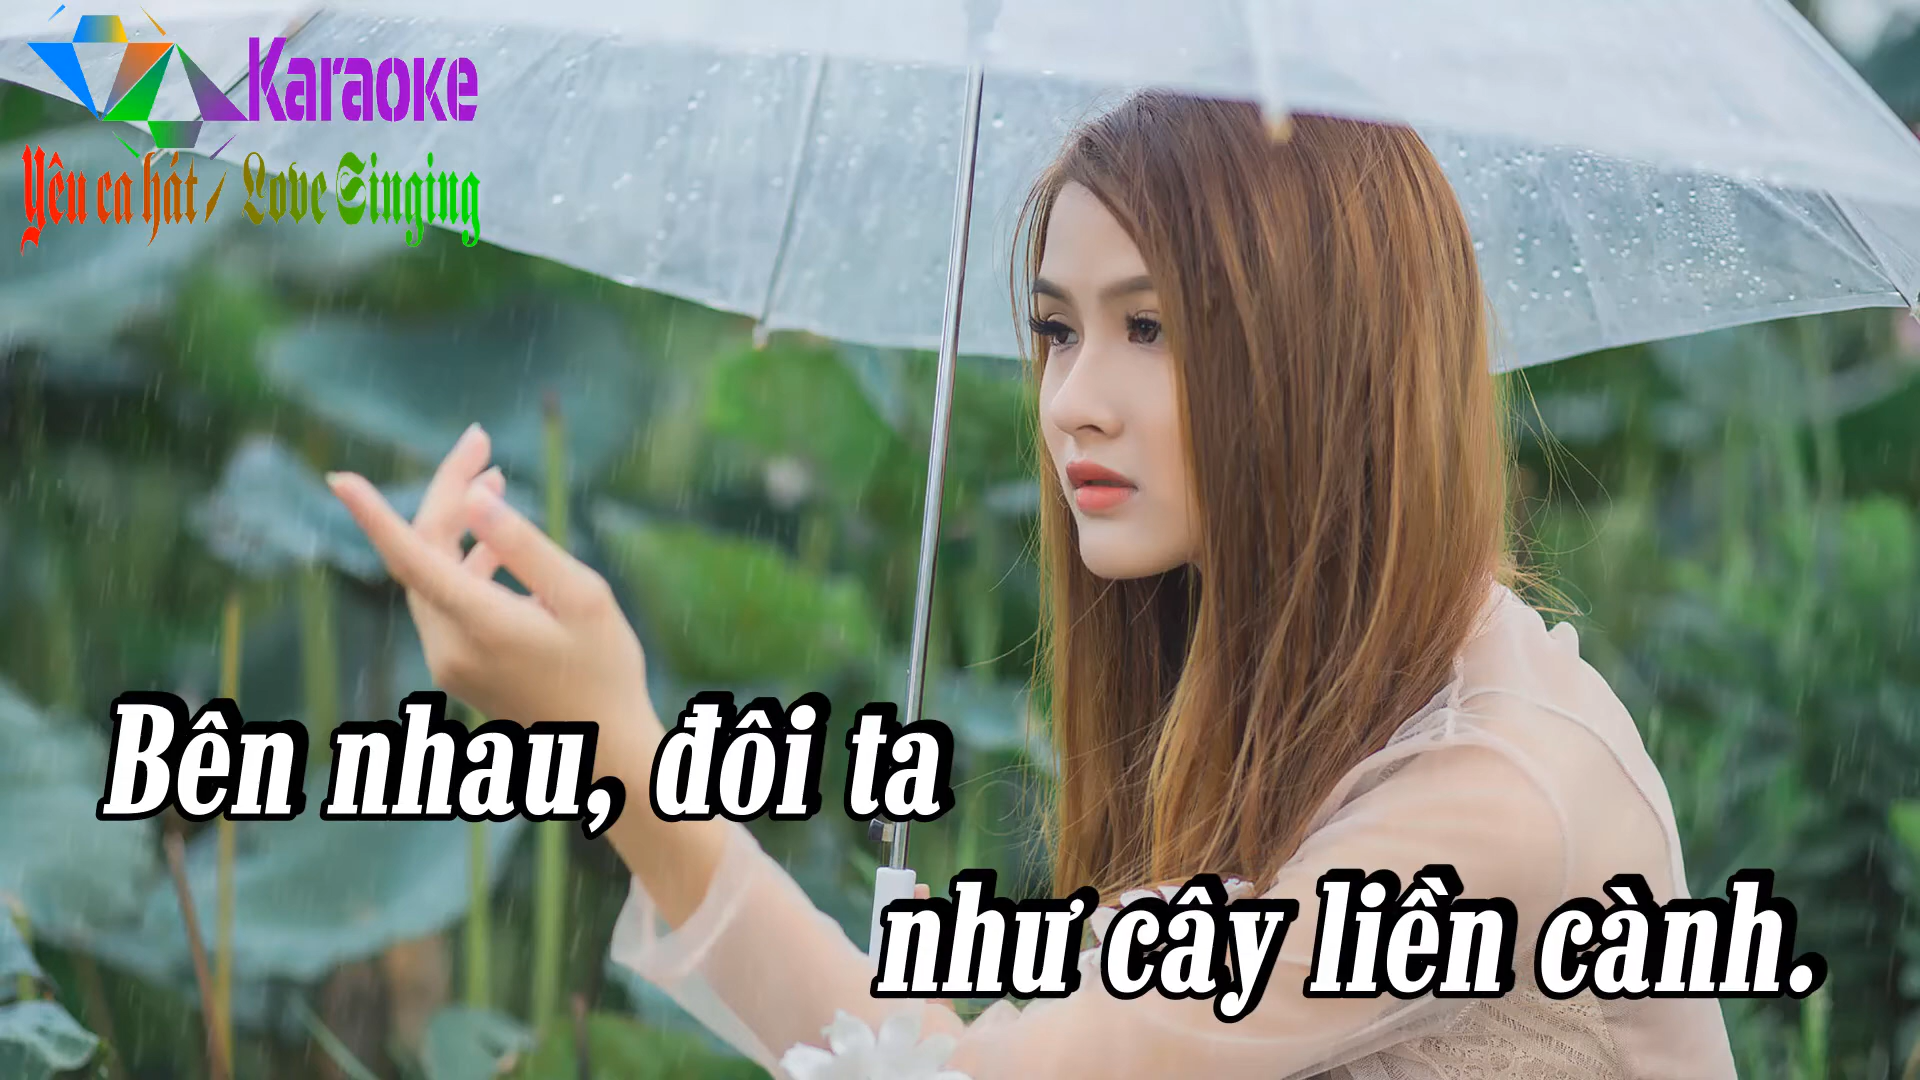 Karaoke
Yêu ca hát / Love Singing
Bên nhau, đôi ta
như cây liền cành.